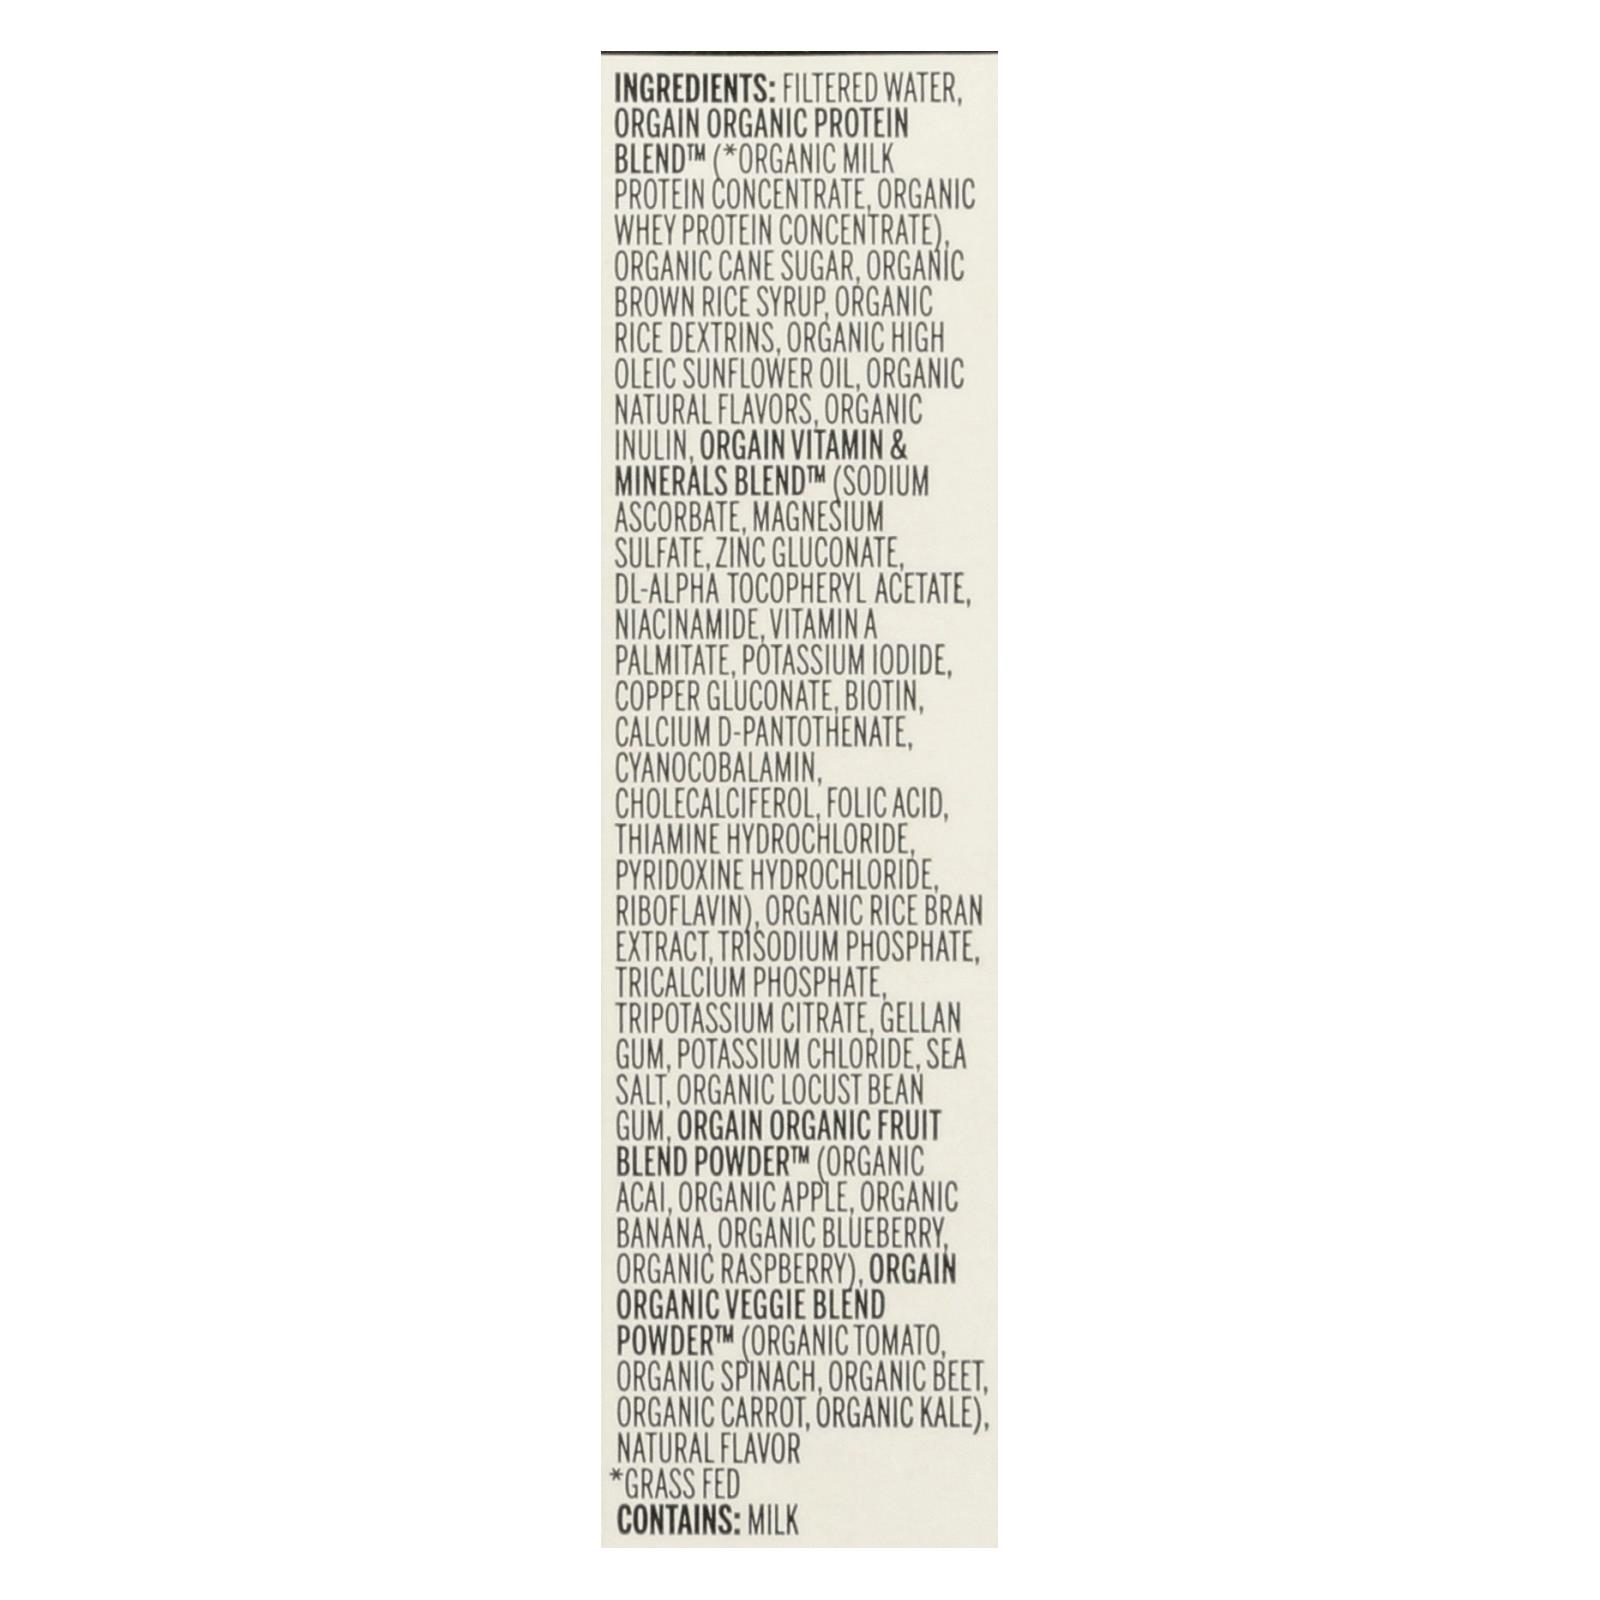 INGREDIENTS: FILTERED WATER,
ORGAIN ORGANIC PROTEIN
BLEND™ (*ORGANIC MILK
PROTEIN CONCENTRATE, ORGANIC
WHEY PROTEIN CONCENTRATE),
ORGANIC CANE SUGAR, ORGANIC
BROWN RICE SYRUP, ORGANIC
RICE DEXTRINS, ORGANIC HIGH
OLEIC SUNFLOWER OIL, ORGANIC
NATURAL FLAVORS, ORGANIC
INULIN, ORGAIN VITAMIN &
MINERALS BLEND™ (SODIUM
ASCORBATE, MAGNESIUM
SULFATE, ZINC GLUCONATE,
DL-ALPHA TOCOPHERYL ACETATE,
NIACINAMIDE, VITAMIN A
PALMITATE, POTASSIUM IODIDE,
COPPER GLUCONATE, BIOTIN,
CALCIUM D-PANTOTHENATE,
CYANOCOBALAMIN,
CHOLECALCIFEROL, FOLIC ACID,
THIAMINE HYDROCHLORIDE,
PYRIDOXINE HYDROCHLORIDE,
RIBOFLAVIN), ORGANIC RICE BRAN
EXTRACT, TRISODIUM PHOSPHATE,
TRICALCIUM PHOSPHATE,
TRIPOTASSIUM CITRATE, GELLAN
GUM, POTASSIUM CHLORIDE, SEA
SALT, ORGANIC LOCUST BEAN
GUM, ORGAIN ORGANIC FRUIT
BLEND POWDER™ (ORGANIC
ACAI, ORGANIC APPLE, ORGANIC
BANANA, ORGANIC BLUEBERRY,
ORGANIC RASPBERRY), ORGAIN
ORGANIC VEGGIE BLEND
POWDER™ (ORGANIC TOMATO,
ORGANIC SPINACH, ORGANIC BEET,
ORGANIC CARROT, ORGANIC KALE),
NATURAL FLAVOR
*GRASS FED
CONTAINS: MILK